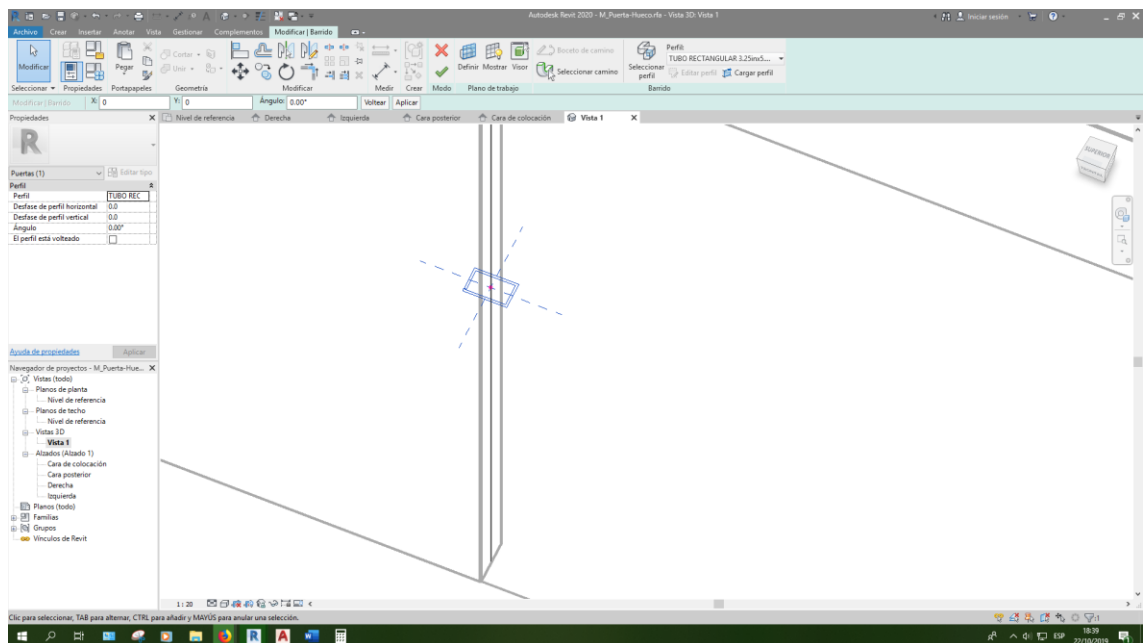 Autodesk Revit 2020 - M_Puerta-Hueco.rfa - Vista 3D: Vista 1
Iniciar sesión
Archivo Crear Insertar Anotar Vista Gestionar Complementos Modificar | Barrido
Modificar
Pegar
Cortar
Unir
Definir Mostrar Visor
Boceto de camino
Seleccionar camino
Seleccionar perfil
Perfil:
TUBO RECTANGULAR.3.25inx5....
Editar perfil Cargar perfil
Seleccionar Propiedades Portapapeles Geometría Modificar Medir Crear Modo Plano de trabajo Barrido
Modificar | Barrido X: 0 Y: 0 Ángulo: 0.00° Voltear Aplicar
Propiedades
Nivel de referencia Derecha Izquierda Cara posterior Cara de colocación Vista 1
SUPERIOR
Puertas (1) Editar tipo
Perfil
Perfil TUBO REC
Desfase de perfil horizontal 0.0
Desfase de perfil vertical 0.0
Ángulo 0.00°
El perfil está volteado
Ayuda de propiedades Aplicar
Navegador de proyectos - M_Puerta-Hue...
Vistas (todo)
Planos de planta
Nivel de referencia
Planos de techo
Nivel de referencia
Vistas 3D
Vista 1
Alzados (Alzado 1)
Cara de colocación
Cara posterior
Derecha
Izquierda
Planos (todo)
Familias
Grupos
Vínculos de Revit
1 : 20
Clic para seleccionar, TAB para alternar, CTRL para añadir y MAYÚS para anular una selección.
:1
ESP
18:39
22/10/2019